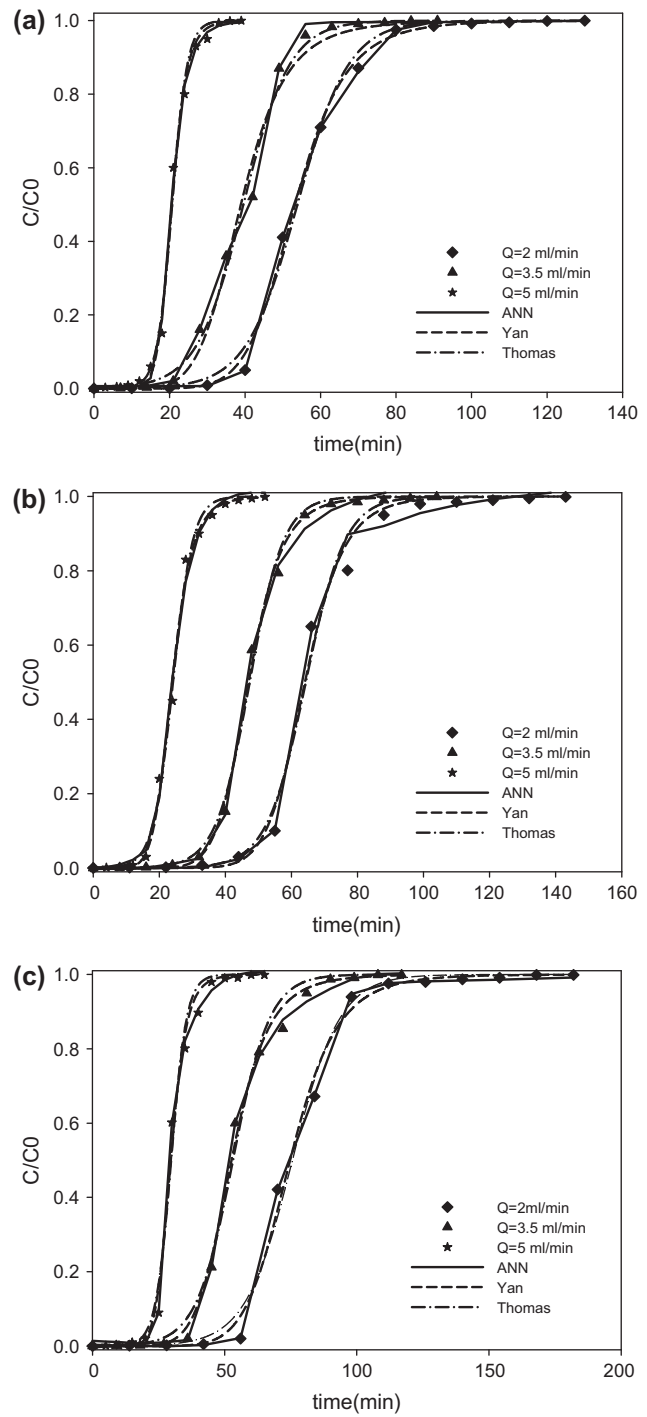 (a)
1.0
0.8
0.6
0.4
0.2
0.0
C/C0
Q=2 ml/min
Q=3.5 ml/min
Q=5 ml/min
ANN
Yan
Thomas
0 20 40 60 80 100 120 140
time(min)
(b)
1.0
0.8
0.6
0.4
0.2
0.0
C/C0
Q=2 ml/min
Q=3.5 ml/min
Q=5 ml/min
ANN
Yan
Thomas
0 20 40 60 80 100 120 140 160
time(min)
(c)
1.0
0.8
0.6
0.4
0.2
0.0
C/C0
Q=2ml/min
Q=3.5 ml/min
Q=5 ml/min
ANN
Yan
Thomas
0 50 100 150 200
time(min)